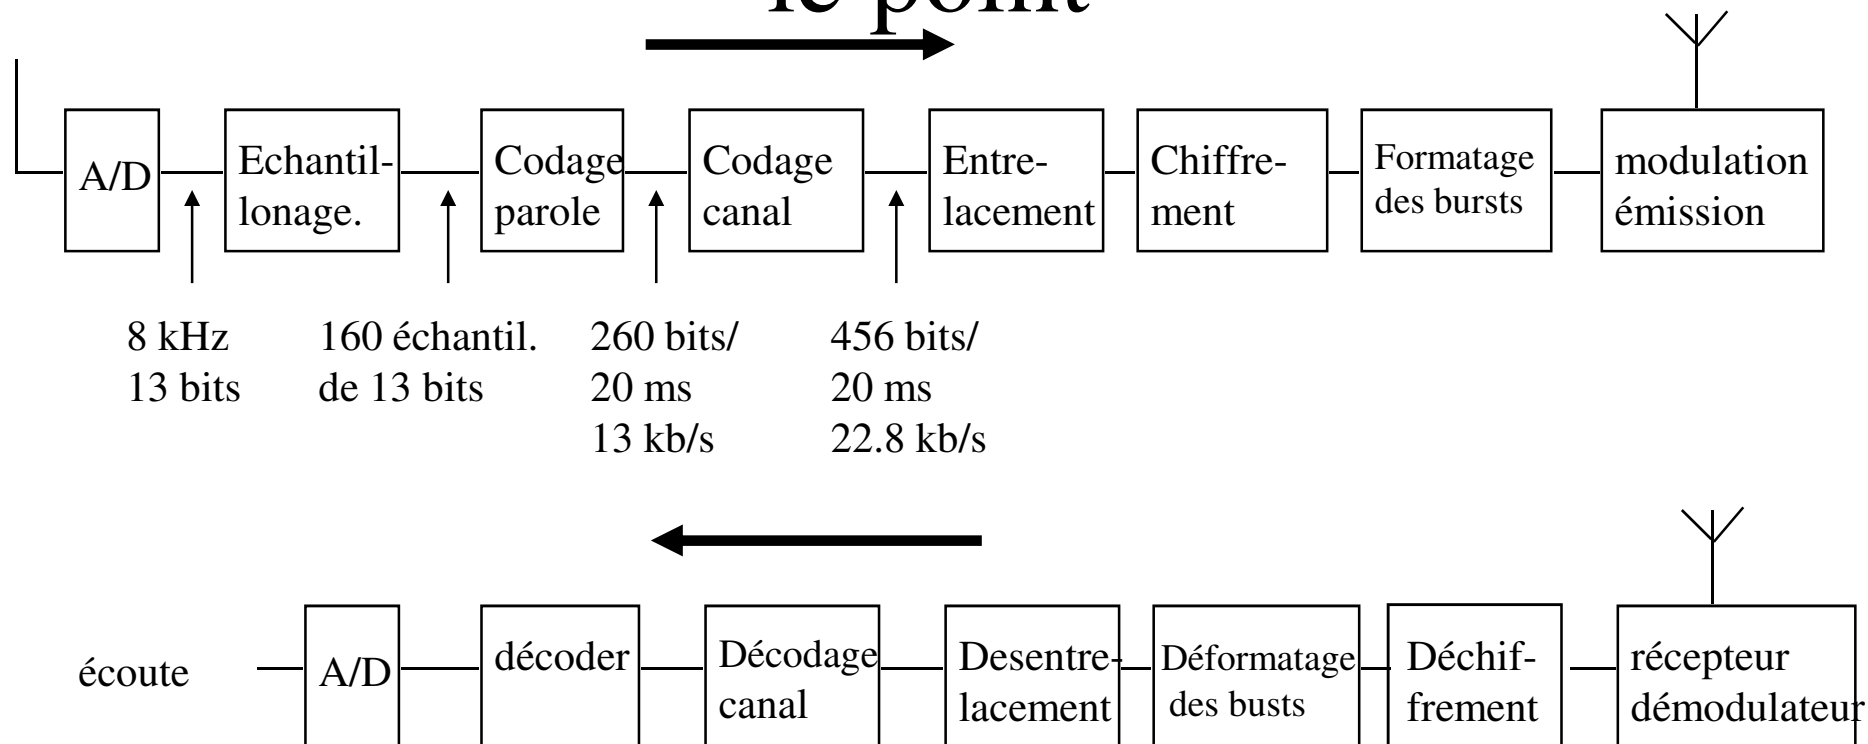 le point
A/D
Echantil-
lonage.
Codage
parole
Codage
canal
Entre-
lacement
Chiffre-
ment
Formatage
des bursts
modulation
émission
8 kHz
13 bits
160 échantil.
de 13 bits
260 bits/
20 ms
13 kb/s
456 bits/
20 ms
22.8 kb/s
écoute
A/D
décoder
Décodage
canal
Desentre-
lacement
Déformatage
des busts
Déchif-
frement
récepteur
démodulateur